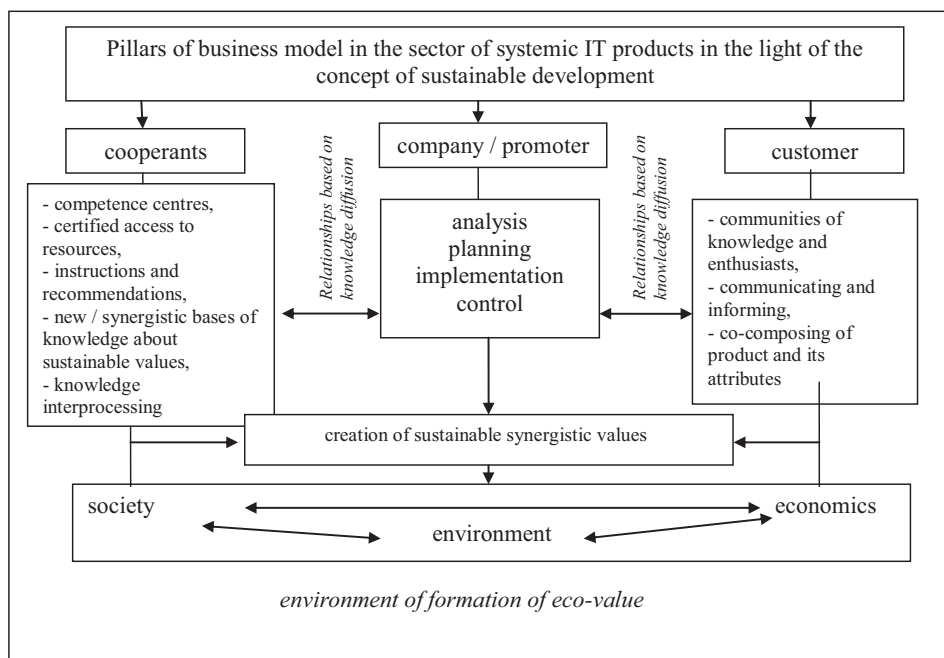 Pillars of business model in the sector of systemic IT products in the light of the
concept of sustainable development
cooperants
company / promoter
customer
- competence centres,
- certified access to
resources,
- instructions and
recommendations,
- new / synergistic bases of
knowledge about
sustainable values,
- knowledge
interprocessing
Relationships based on
knowledge diffusion
analysis
planning
implementation
control
Relationships based on
knowledge diffusion
- communities of
knowledge and
enthusiasts,
- communicating and
informing,
- co-composing of
product and its
attributes
creation of sustainable synergistic values
society
economics
environment
environment of formation of eco-value